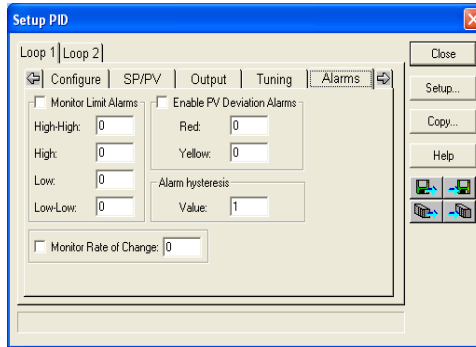 Setup PID
Loop 1 Loop 2
Configure SP/PV Output Tuning Alarms
Monitor Limit Alarms
High-High: 0
High: 0
Low: 0
Low-Low: 0
Enable PV Deviation Alarms
Red: 0
Yellow: 0
Alarm hysteresis
Value: 1
Monitor Rate of Change: 0
Close
Setup...
Copy...
Help